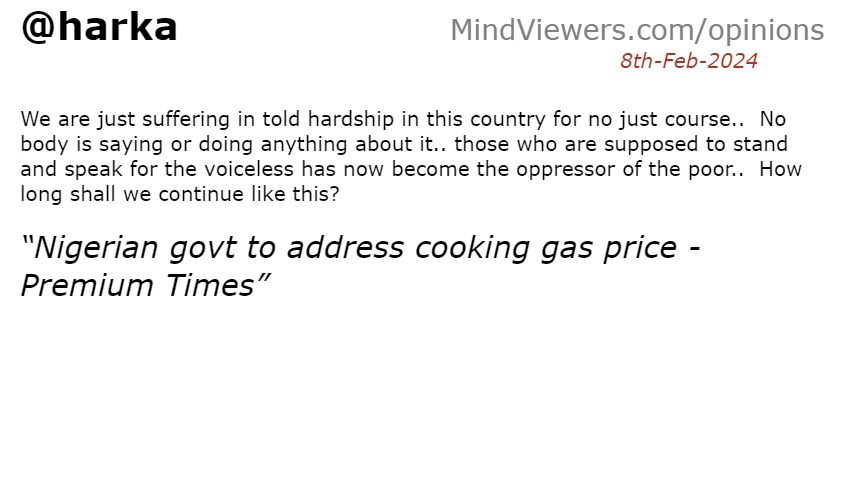 @harka
MindViewers.com/opinions
8th-Feb-2024
We are just suffering in told hardship in this country for no just course..  No
body is saying or doing anything about it.. those who are supposed to stand
and speak for the voiceless has now become the oppressor of the poor..  How
long shall we continue like this?
“Nigerian govt to address cooking gas price -
Premium Times”